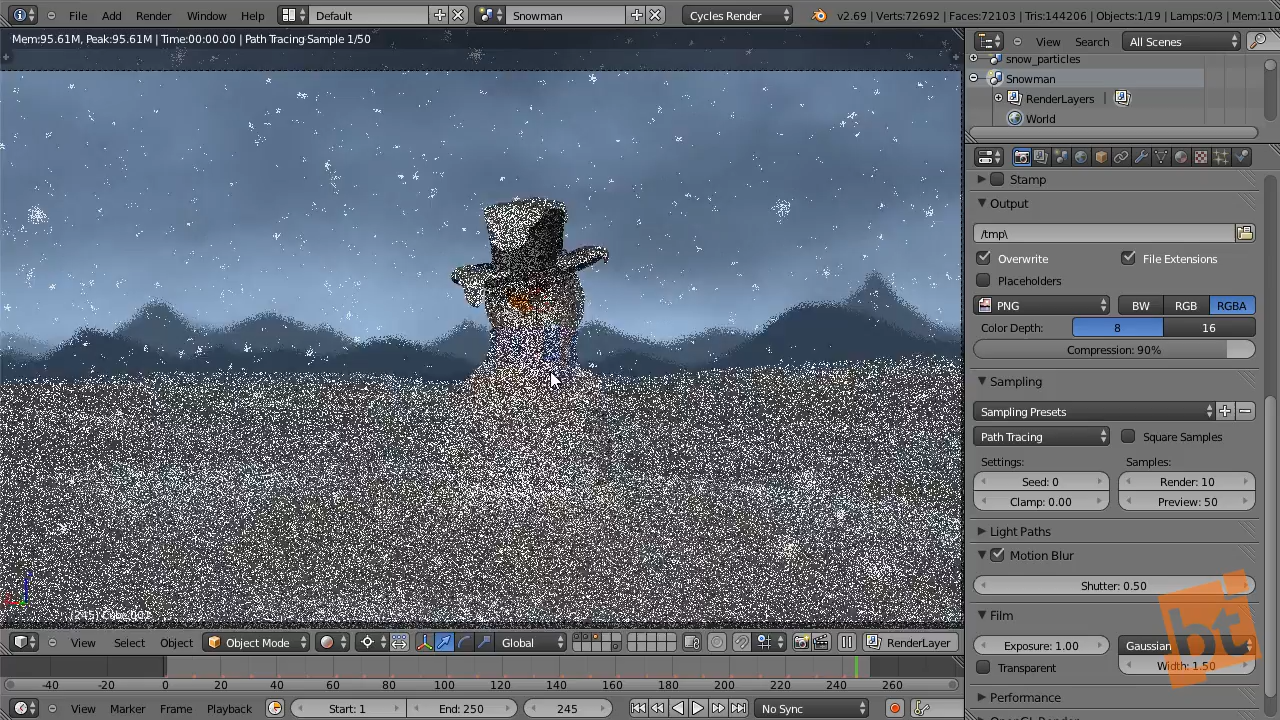 File Add Render Window Help Default Snowman Cycles Render v2.69 | Verts:72692 | Faces:72103 | Tris:144206 | Objects:1/19 | Lamps:0/3 | Mem:110
Mem:95.61M, Peak:95.61M | Time:00:00.00 | Path Tracing Sample 1/50
View Search All Scenes
snow_particles
Snowman
RenderLayers
World
Stamp
Output
/tmp\
Overwrite File Extensions
Placeholders
PNG BW RGB RGBA
Color Depth: 8 16
Compression: 90%
Sampling
Sampling Presets
Path Tracing Square Samples
Settings: Samples:
Seed: 0 Render: 10
Clamp: 0.00 Preview: 50
Light Paths
Motion Blur
Shutter: 0.50
Film
Exposure: 1.00 Gaussian
Transparent Width: 1.50
Performance
bt
View Select Object Object Mode Global RenderLayer
-40 -20 0 20 40 60 80 100 120 140 160 180 200 220 240 260
View Marker Frame Playback Start: 1 End: 250 245 No Sync